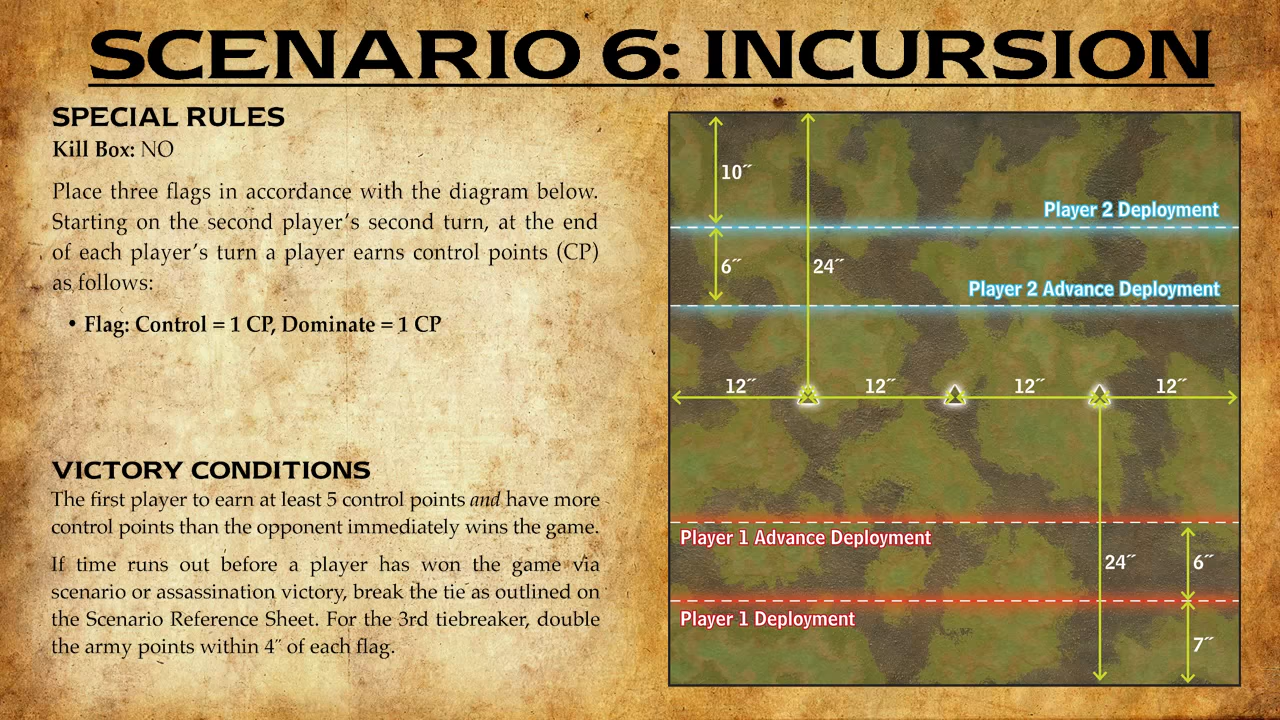 SCENARIO 6: INCURSION
SPECIAL RULES
Kill Box: NO
Place three flags in accordance with the diagram below.
Starting on the second player's second turn, at the end
of each player's turn a player earns control points (CP)
as follows:
• Flag: Control = 1 CP, Dominate = 1 CP
VICTORY CONDITIONS
The first player to earn at least 5 control points and have more
control points than the opponent immediately wins the game.
If time runs out before a player has won the game via
scenario or assassination victory, break the tie as outlined on
the Scenario Reference Sheet. For the 3rd tiebreaker, double
the army points within 4˝ of each flag.
10˝
Player 2 Deployment
6˝
24˝
Player 2 Advance Deployment
12˝ 12˝ 12˝ 12˝
Player 1 Advance Deployment
24˝
6˝
Player 1 Deployment
7˝